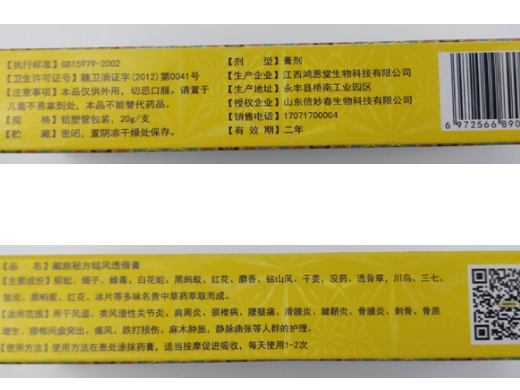 【执行标准】GB15979-2002
【卫生许可证号】赣卫消证字(2012)第0041号
【注意事项】本品为外用，切忌口服。请置于
儿童不易拿到处，本品不能替代药品。
【规 格】铝塑管包装，20g/支
【贮 藏】密闭，置阴凉干燥处保存。
【剂 型】膏剂
【生产企业】江西鸿恩堂生物科技有限公司
【生产地址】永丰县桥南工业园区
【授权企业】山东倍妙春生物科技有限公司
【销售电话】17071700004
【有 效 期】二年
6 972566 890
【品 名】藏族秘方祛风透骨膏
【主要成份】蜈蚣、蝎子、蜂毒、白花蛇、黑蚂蚁、红花、麝香、钻山风、干姜、没药、透骨草，川乌、三七、
黑蚂蚁、红花、冰片等多味名贵中草药萃取而成。
【适用范围】用于风湿、类风湿性关节炎、肩周炎、颈椎病、腰腿痛、滑膜炎、腱鞘炎、骨膜炎、刺骨、骨质
增生、腰椎间盘突出、痛风、跌打损伤、麻木肿胀、静脉曲张等人群的护理。
【使用方法】使用方法在患处涂抹药膏，适当按摩促进吸收，每天使用1-2次